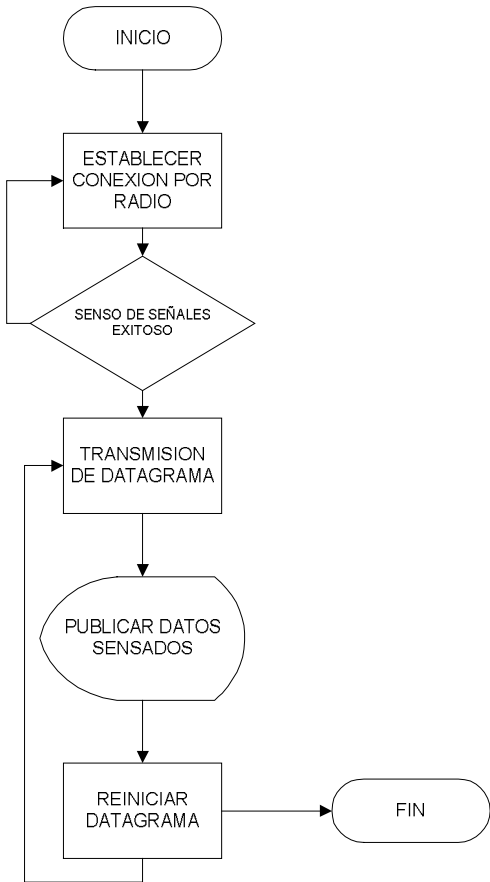 INICIO
ESTABLECER
CONEXION POR
RADIO
SENSO DE SEÑALES
EXITOSO
TRANSMISION
DE DATAGRAMA
PUBLICAR DATOS
SENSADOS
REINICIAR
DATAGRAMA
FIN